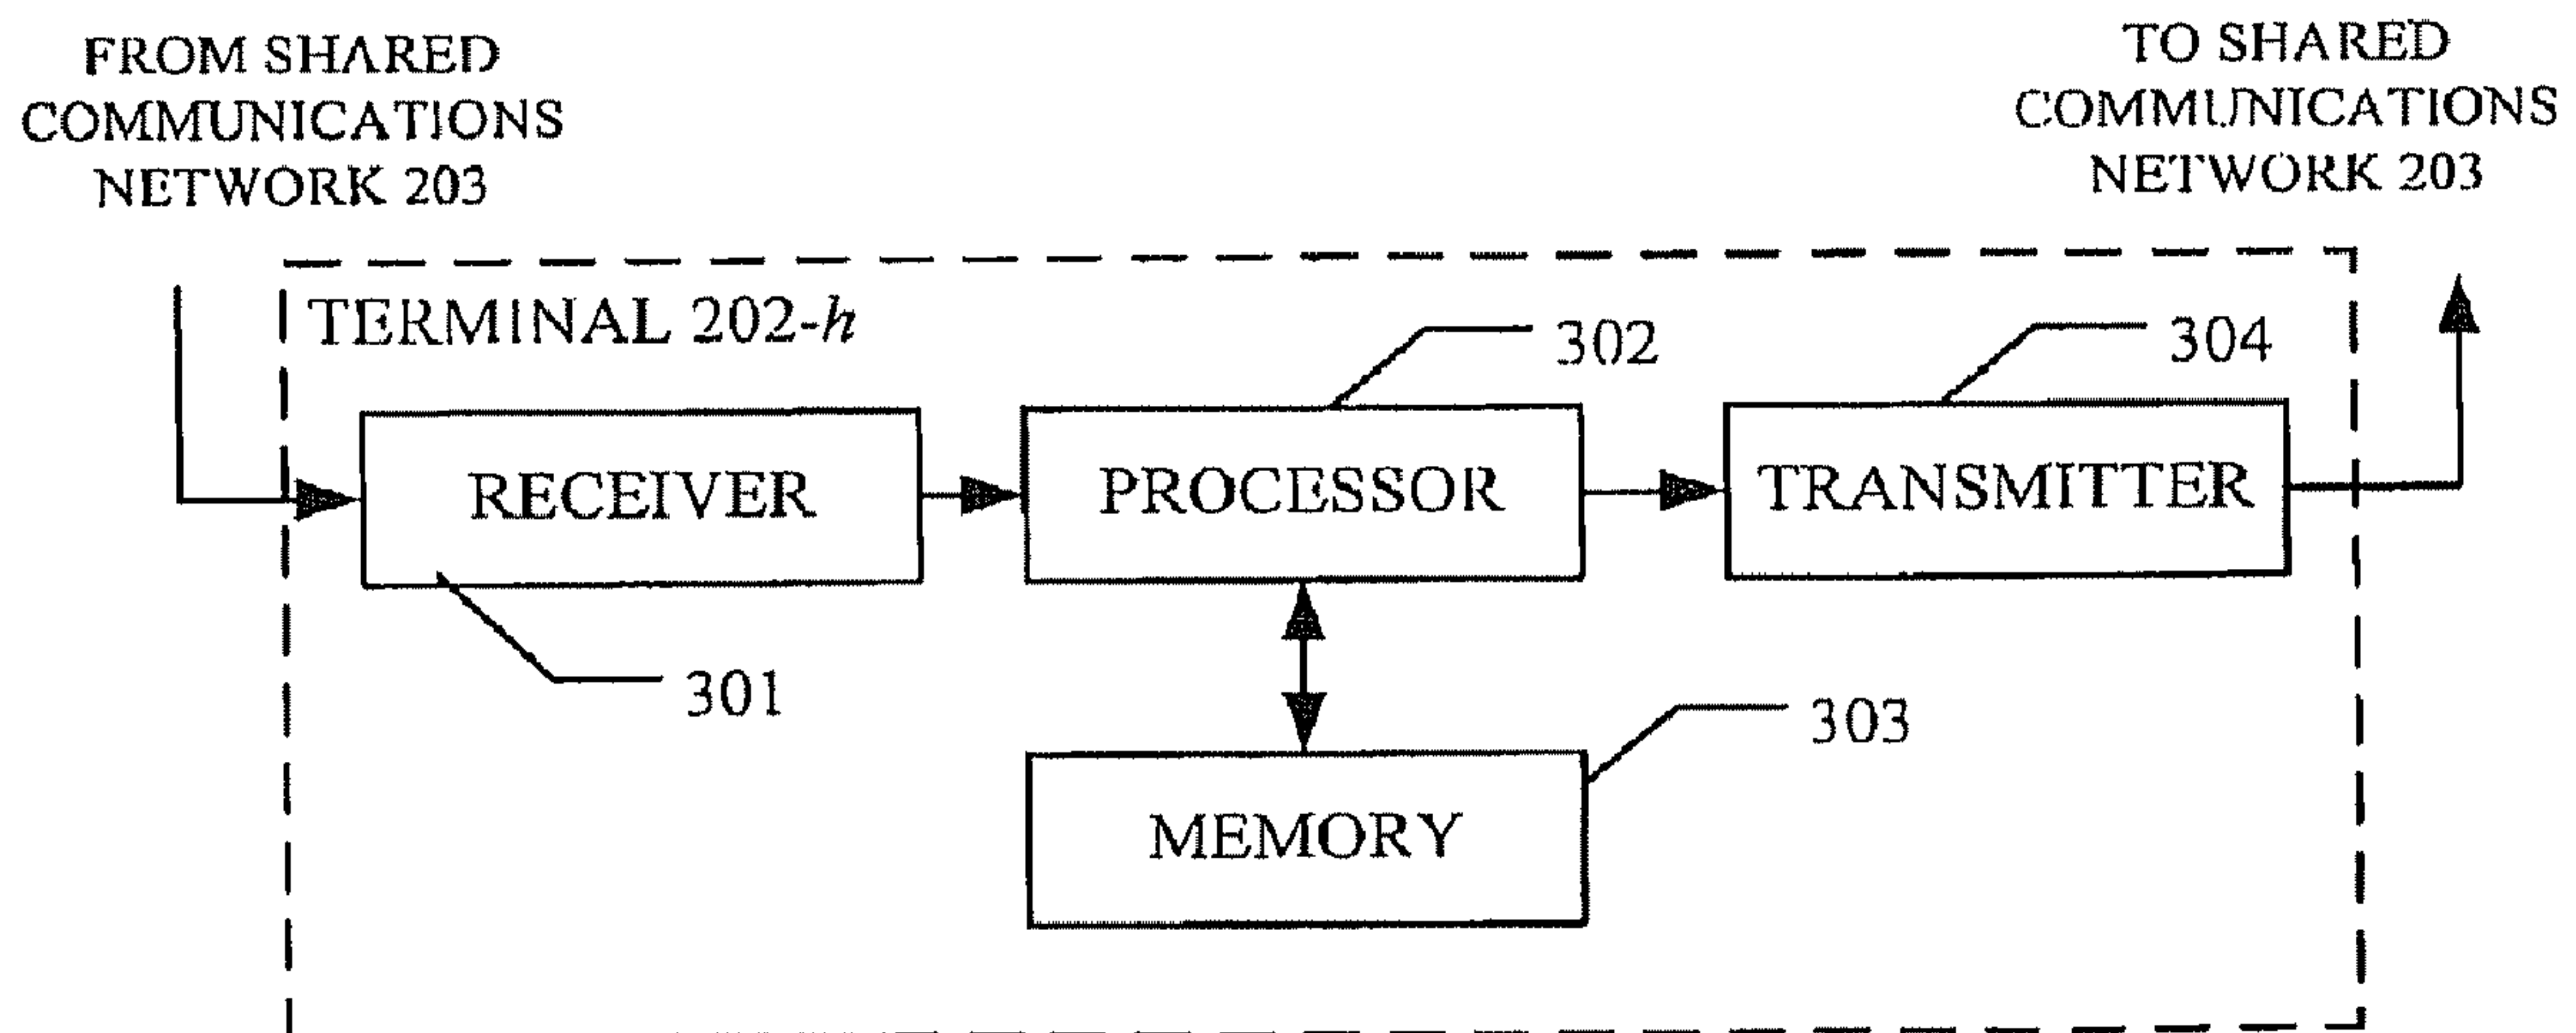 FROM SHARED
COMMUNICATIONS
NETWORK 203
TO SHARED
COMMUNICATIONS
NETWORK 203
TERMINAL 202-h
302
304
RECEIVER
PROCESSOR
TRANSMITTER
301
303
MEMORY